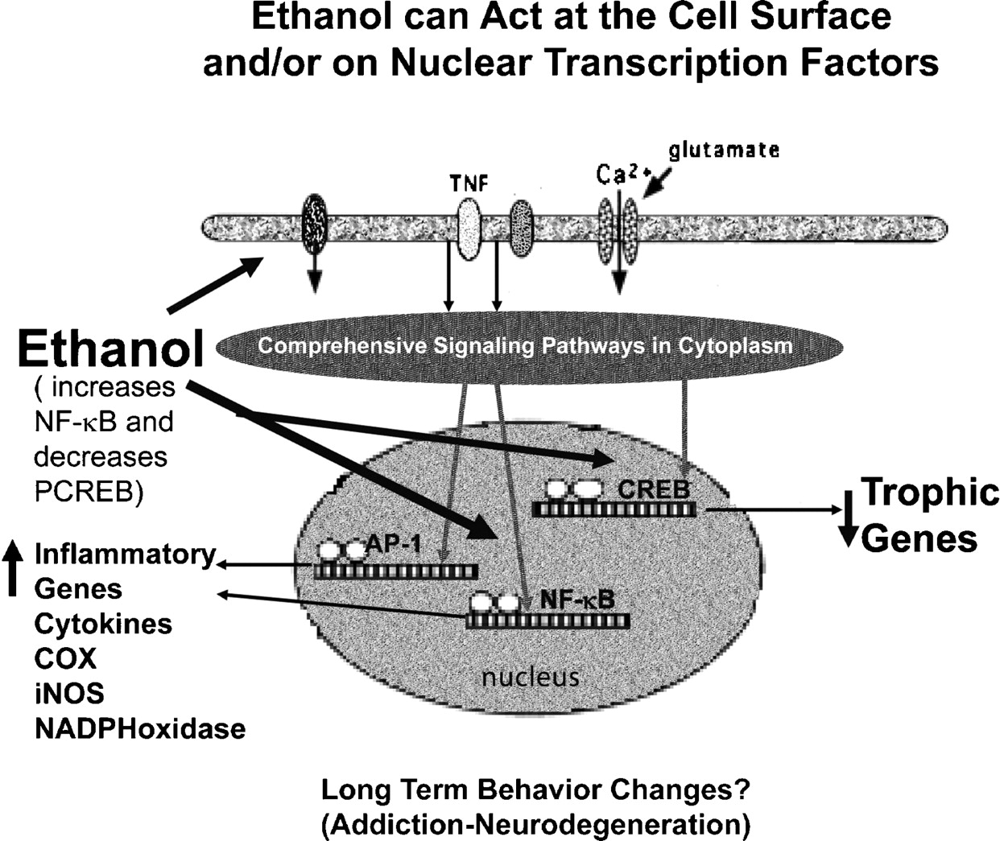 Ethanol can Act at the Cell Surface
and/or on Nuclear Transcription Factors
glutamate
Ca²⁺
TNF
Ethanol
Comprehensive Signaling Pathways in Cytoplasm
( increases
NF-κB and
decreases
PCREB)
CREB
Trophic
Genes
AP-1
Inflammatory
Genes
Cytokines
COX
iNOS
NADPHoxidase
NF-κB
nucleus
Long Term Behavior Changes?
(Addiction-Neurodegeneration)